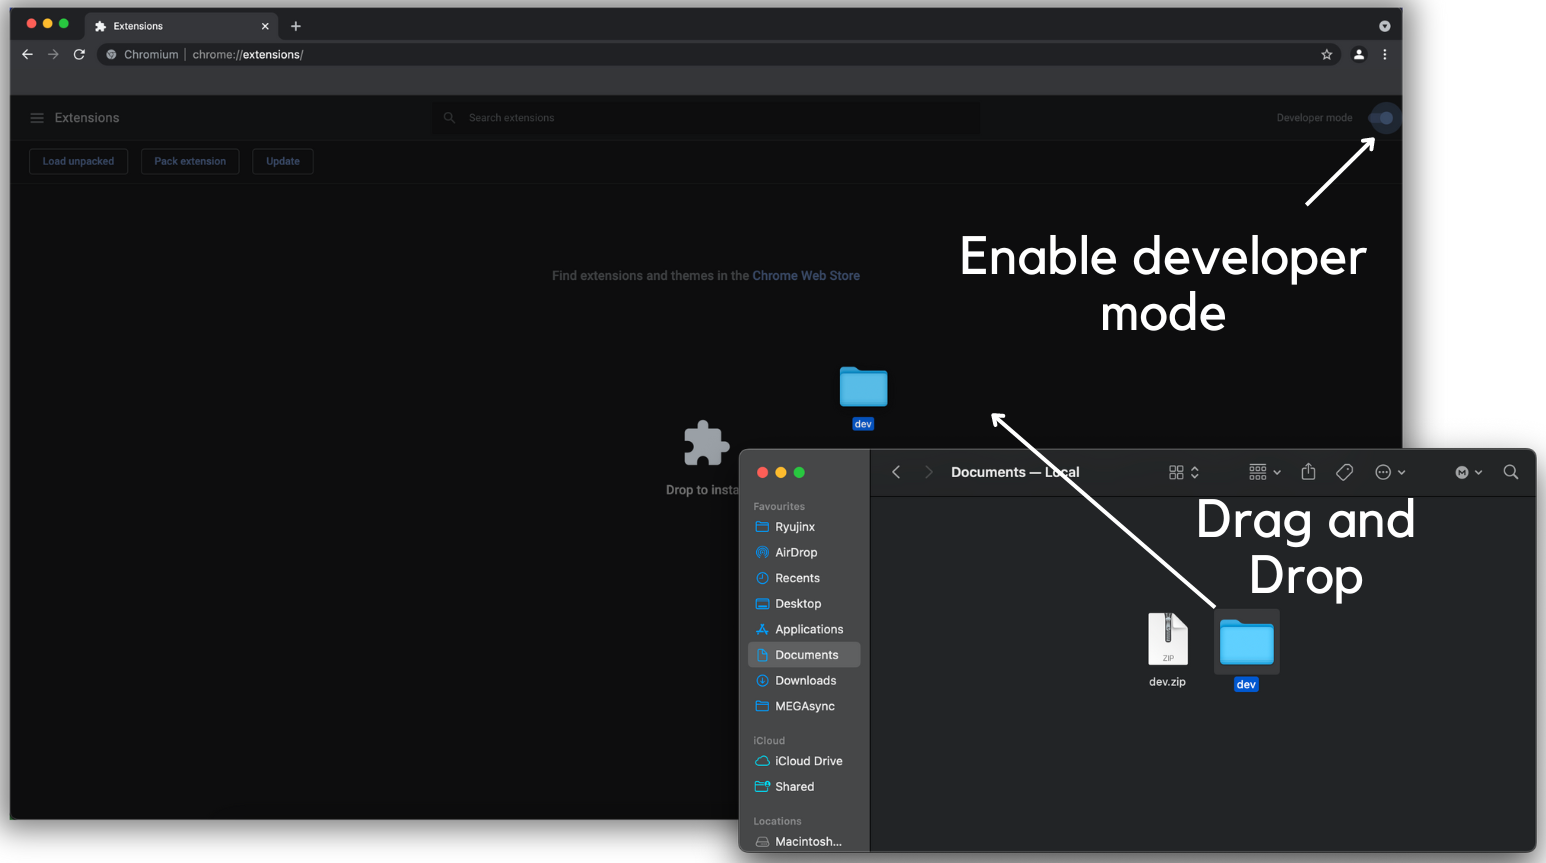 Extensions
Chromium | chrome://extensions/
Extensions
Search extensions
Developer mode
Load unpacked
Pack extension
Update
Enable developer
mode
Find extensions and themes in the Chrome Web Store
dev
Drop to insta
Documents — Local
M
Drag and
Drop
Favourites
Ryujinx
AirDrop
Recents
Desktop
Applications
Documents
Downloads
MEGAsync
iCloud
iCloud Drive
Shared
Locations
Macintosh...
ZIP
dev.zip
dev